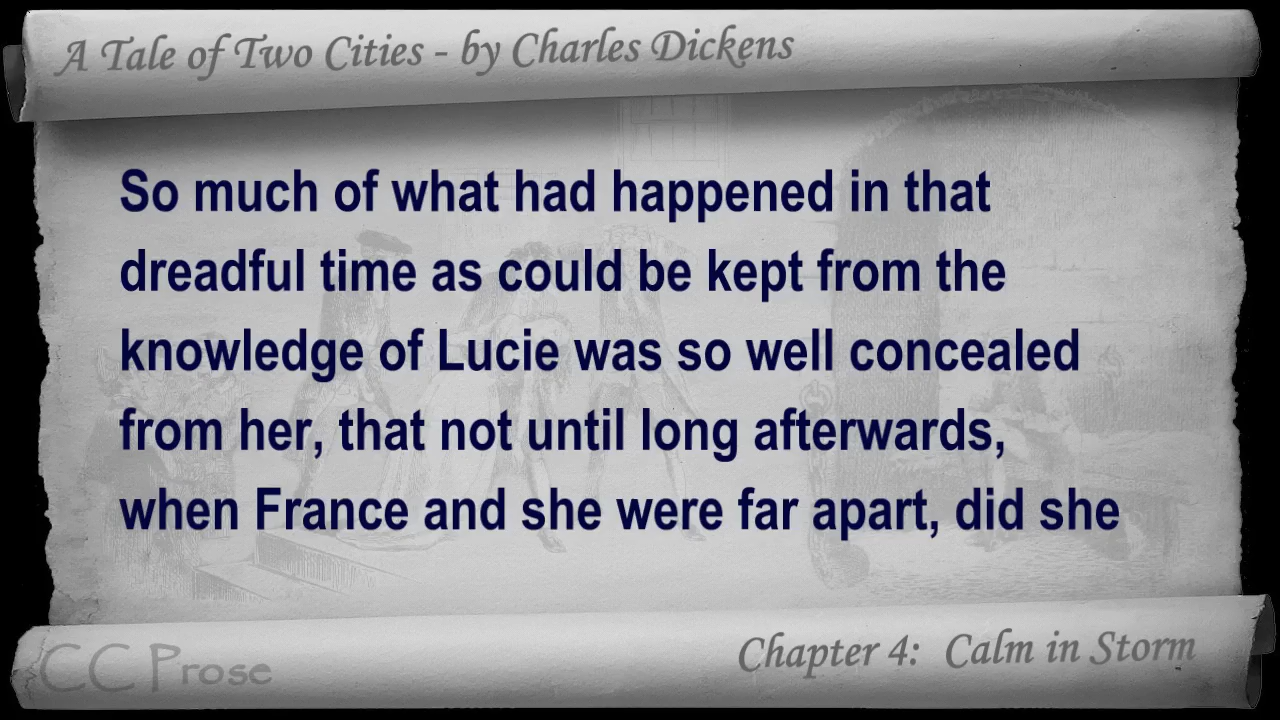 A Tale of Two Cities - by Charles Dickens
So much of what had happened in that
dreadful time as could be kept from the
knowledge of Lucie was so well concealed
from her, that not until long afterwards,
when France and she were far apart, did she
CC Prose
Chapter 4: Calm in Storm